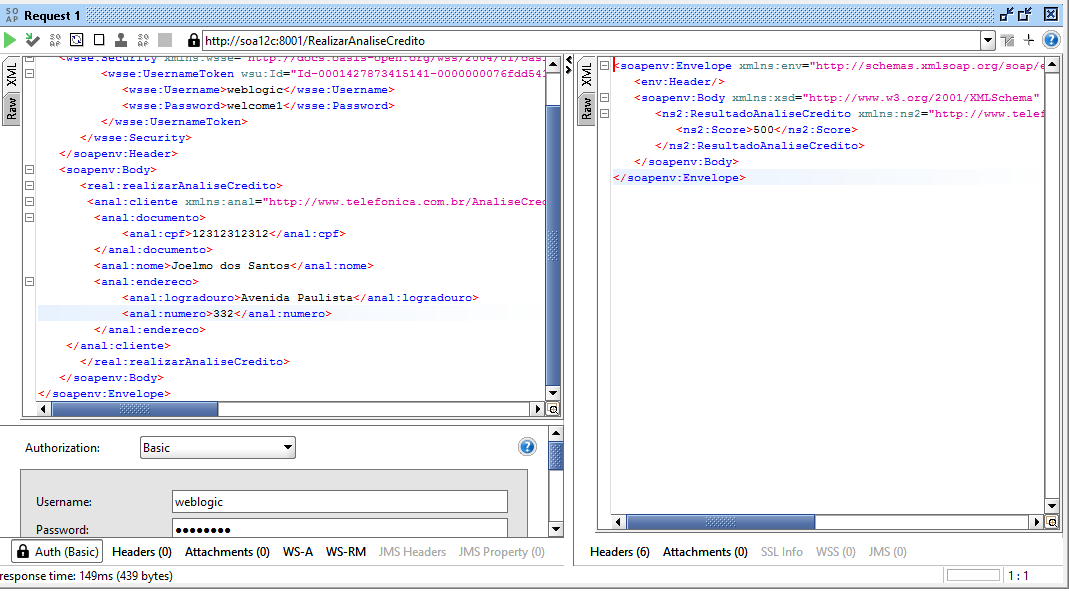 SO AP Request 1
http://soa12c:8001/RealizarAnaliseCredito
XML
Raw
<wsse:Security xmlns:wsse="http://docs.oasis-open.org/wss/2004/01/oasi
<wsse:UsernameToken wsu:Id="Id-0001427873415141-0000000076fdd541
<wsse:Username>weblogic</wsse:Username>
<wsse:Password>welcome1</wsse:Password>
</wsse:UsernameToken>
</wsse:Security>
</soapenv:Header>
<soapenv:Body>
<real:realizarAnaliseCredito>
<anal:cliente xmlns:anal="http://www.telefonica.com.br/AnaliseCred
<anal:documento>
<anal:cpf>12312312312</anal:cpf>
</anal:documento>
<anal:nome>Joelmo dos Santos</anal:nome>
<anal:endereco>
<anal:logradouro>Avenida Paulista</anal:logradouro>
<anal:numero>332</anal:numero>
</anal:endereco>
</anal:cliente>
</real:realizarAnaliseCredito>
</soapenv:Body>
</soapenv:Envelope>
XML
Raw
<soapenv:Envelope xmlns:env="http://schemas.xmlsoap.org/soap/e
<env:Header/>
<soapenv:Body xmlns:xsd="http://www.w3.org/2001/XMLSchema"
<ns2:ResultadoAnaliseCredito xmlns:ns2="http://www.telef
<ns2:Score>500</ns2:Score>
</ns2:ResultadoAnaliseCredito>
</soapenv:Body>
</soapenv:Envelope>
Authorization: Basic
Username: weblogic
Password: ●●●●●●●●
Auth (Basic) Headers (0) Attachments (0) WS-A WS-RM JMS Headers JMS Property (0)
Headers (6) Attachments (0) SSL Info WSS (0) JMS (0)
response time: 149ms (439 bytes)
1 : 1